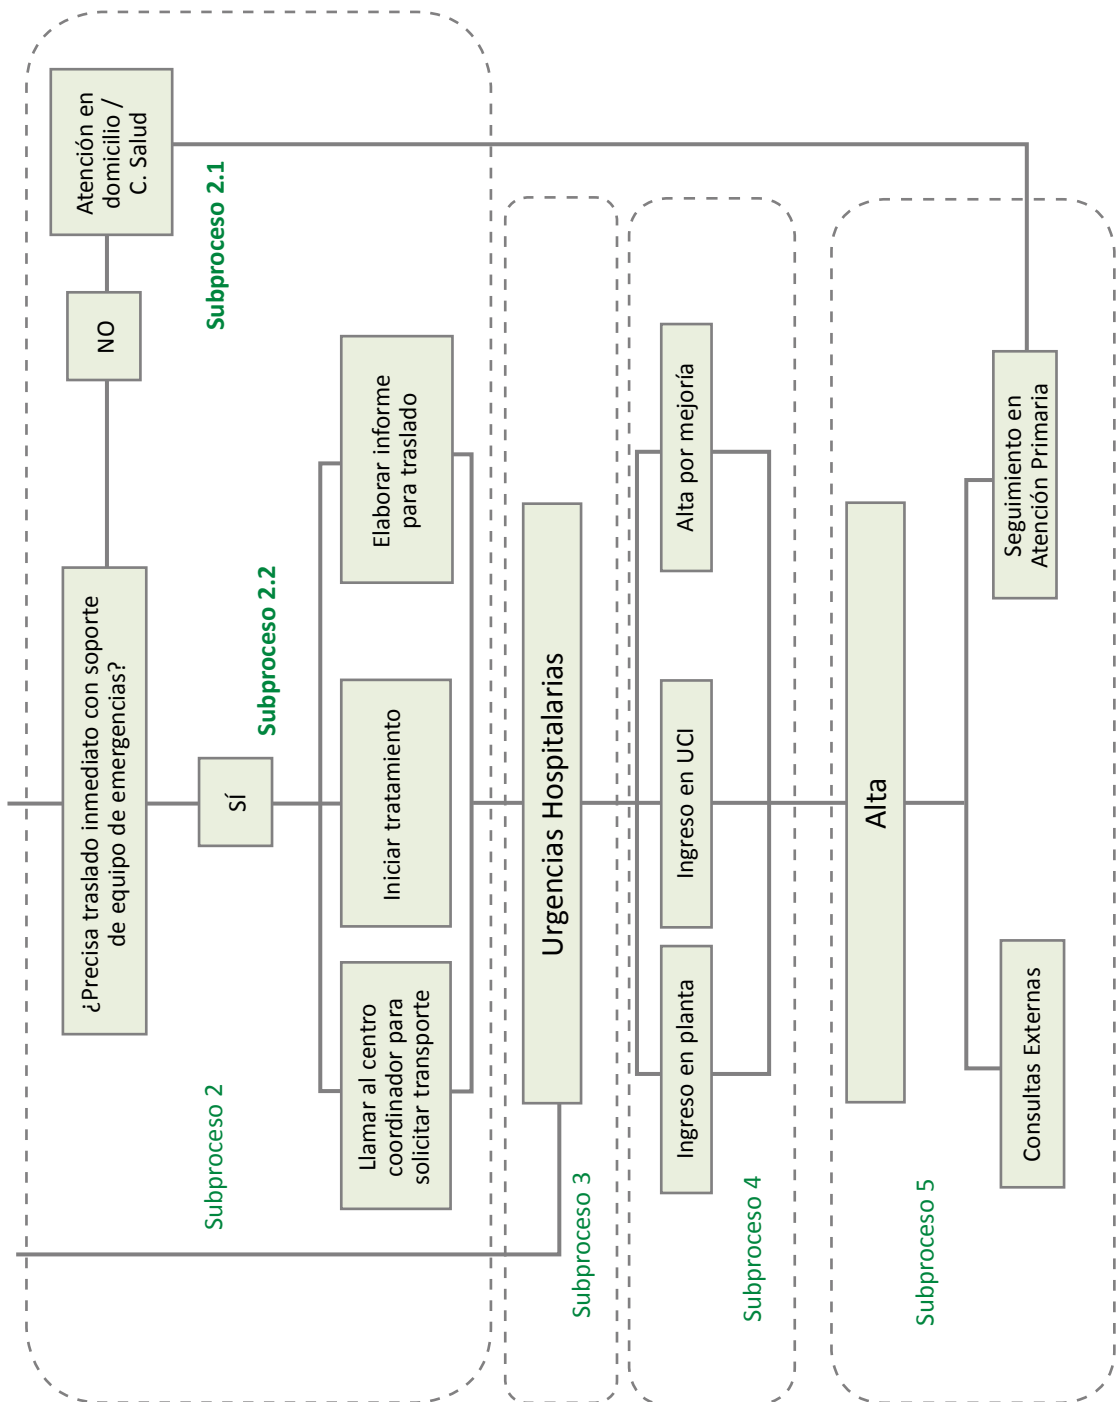 ¿Precisa traslado inmediato con soporte
de equipo de emergencias?
NO
Atención en
domicilio /
C. Salud
Subproceso 2.1
Subproceso 2
SÍ
Subproceso 2.2
Llamar al centro
coordinador para
solicitar transporte
Iniciar tratamiento
Elaborar informe
para traslado
Urgencias Hospitalarias
Subproceso 3
Ingreso en planta
Ingreso en UCI
Alta por mejoría
Subproceso 4
Alta
Subproceso 5
Consultas Externas
Seguimiento en
Atención Primaria